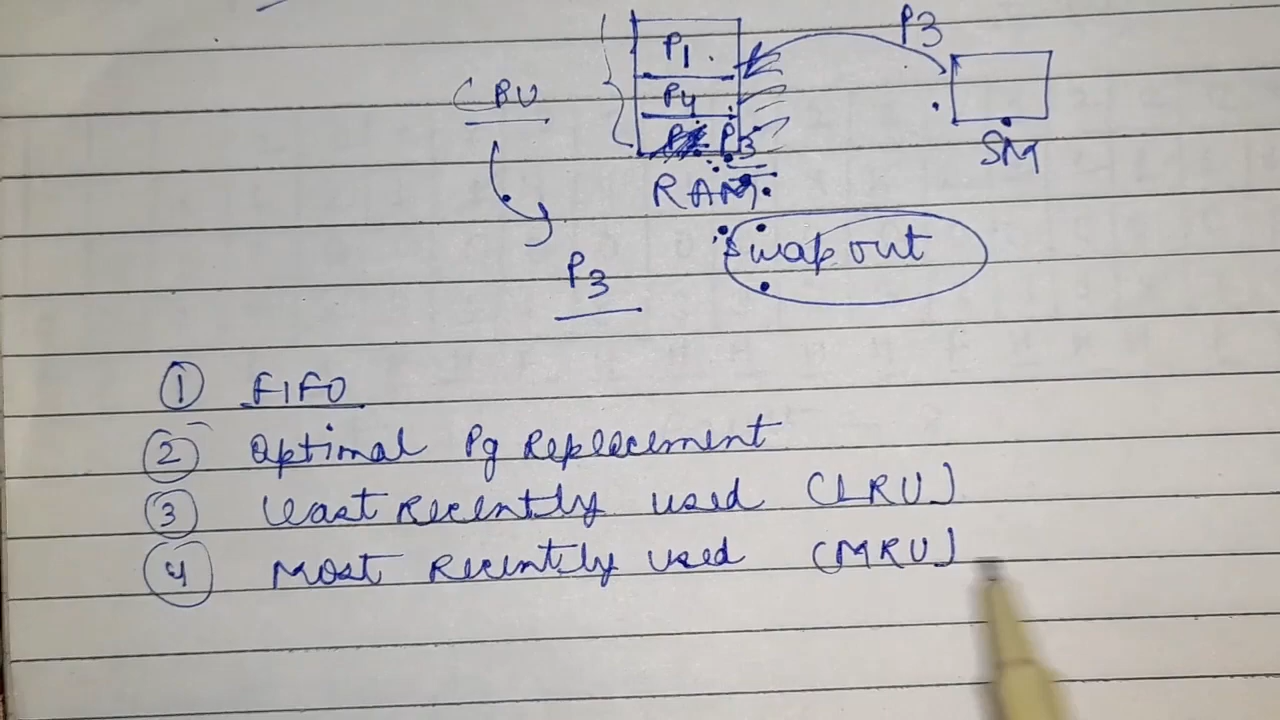 P3
P1
CPU
P4
P3
SM
RAM
Swap out
P3
1 FIFO
2 Optimal Pg Replecement
3 Least Recently used (LRU)
4 Most Recently used (MRU)